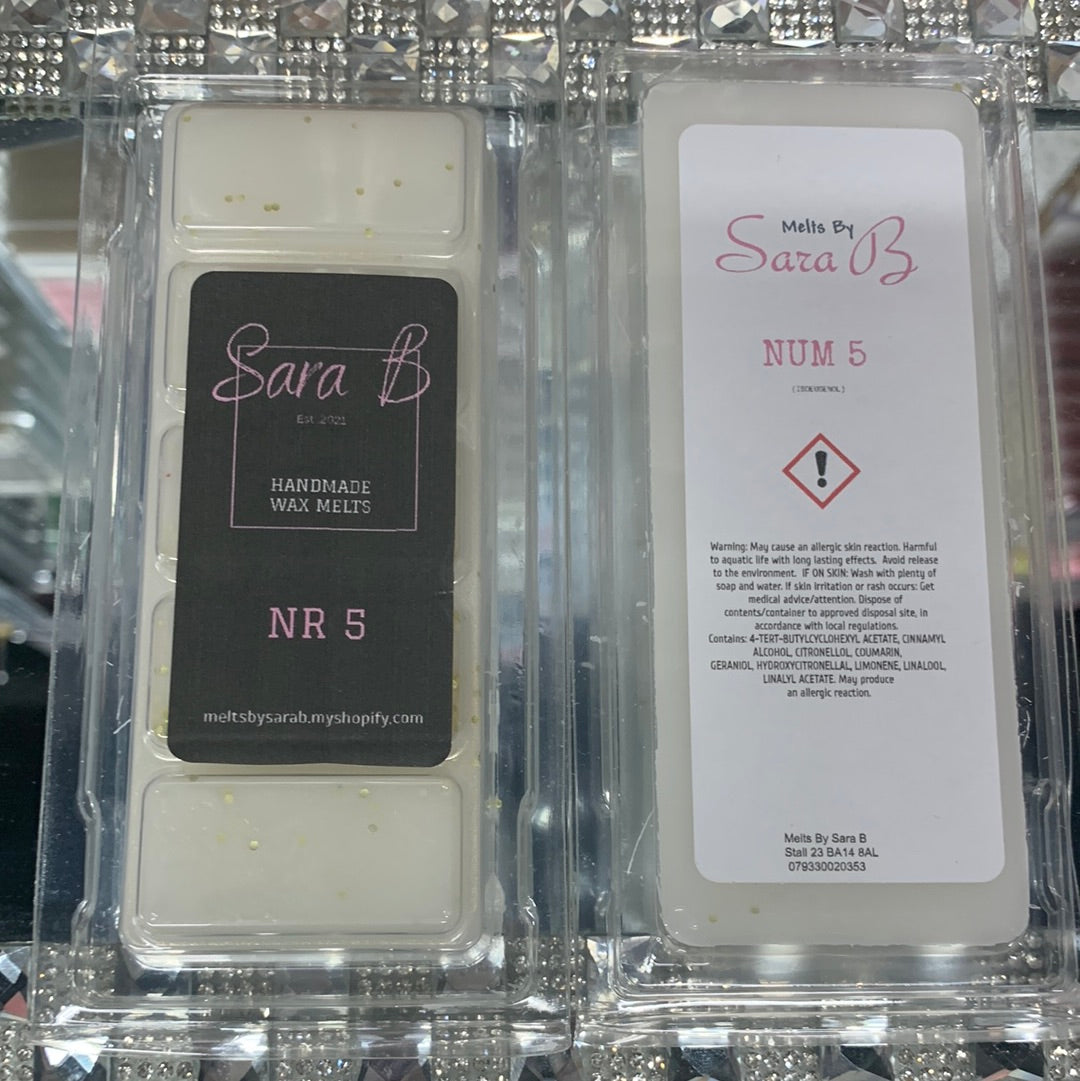 Sara B
Est .2021
HANDMADE
WAX MELTS
NR 5
meltsbysarab.myshopify.com
Melts By
Sara B
NUM 5
Warning: May cause an allergic skin reaction. Harmful
to aquatic life with long lasting effects. Avoid release
to the environment. IF ON SKIN: Wash with plenty of
soap and water. If skin irritation or rash occurs: Get
medical advice/attention. Dispose of
contents/container to approved disposal site, in
accordance with local regulations.
Contains: 4-TERT-BUTYLCYCLOHEXYL ACETATE, CINNAMYL
ALCOHOL, CITRONELLOL, COUMARIN,
GERANIOL, HYDROXYCITRONELLAL, LIMONENE, LINALOOL,
LINALYL ACETATE. May produce
an allergic reaction.
Melts By Sara B
Stall 23 BA14 8AL
079330020353